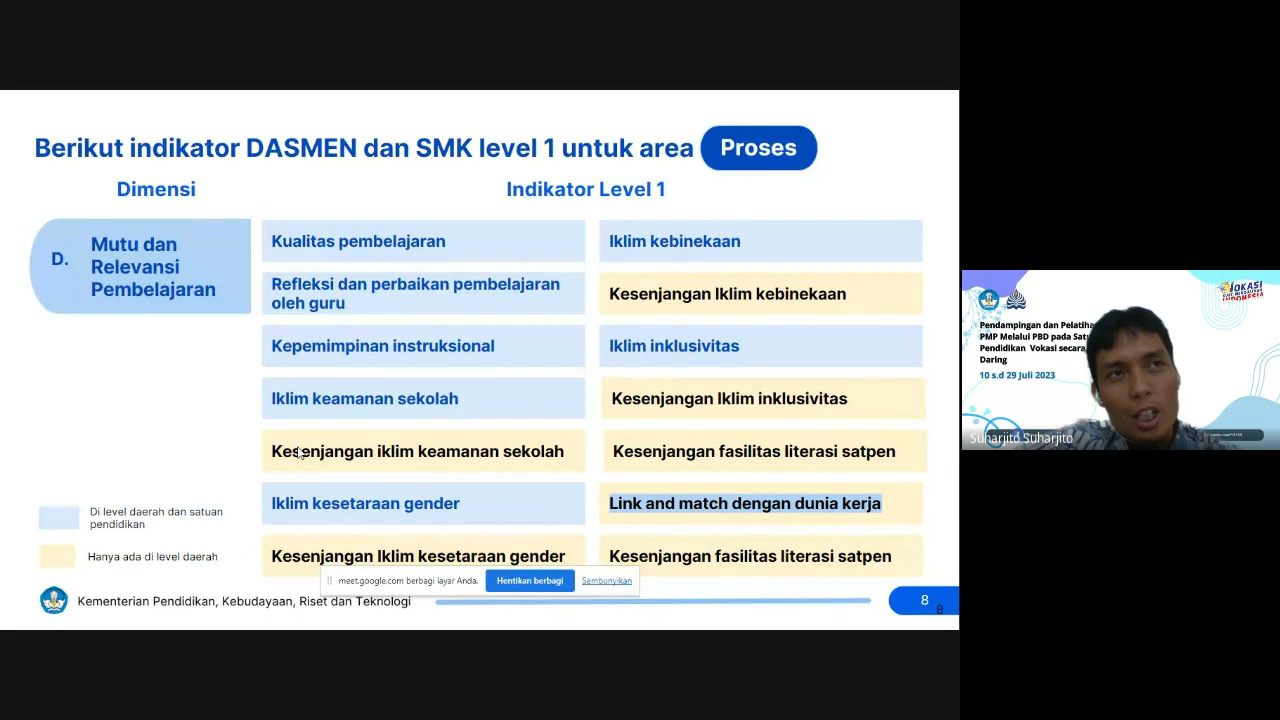 Berikut indikator DASMEN dan SMK level 1 untuk area Proses
Dimensi
Indikator Level 1
D.
Mutu dan
Relevansi
Pembelajaran
Kualitas pembelajaran
Iklim kebinekaan
Refleksi dan perbaikan pembelajaran
oleh guru
Kesenjangan Iklim kebinekaan
Kepemimpinan instruksional
Iklim inklusivitas
Iklim keamanan sekolah
Kesenjangan Iklim inklusivitas
Kesenjangan iklim keamanan sekolah
Kesenjangan fasilitas literasi satpen
Iklim kesetaraan gender
Link and match dengan dunia kerja
Kesenjangan Iklim kesetaraan gender
Kesenjangan fasilitas literasi satpen
Di level daerah dan satuan
pendidikan
Hanya ada di level daerah
meet.google.com berbagi layar Anda.
Hentikan berbagi
Sembunyikan
Kementerian Pendidikan, Kebudayaan, Riset dan Teknologi
8
8
Pendampingan dan
PMP Melalui PBD pada
Pendidikan Vokasi secara
Daring
10 s.d 29 Juli 2023
Suharjito Suharjito